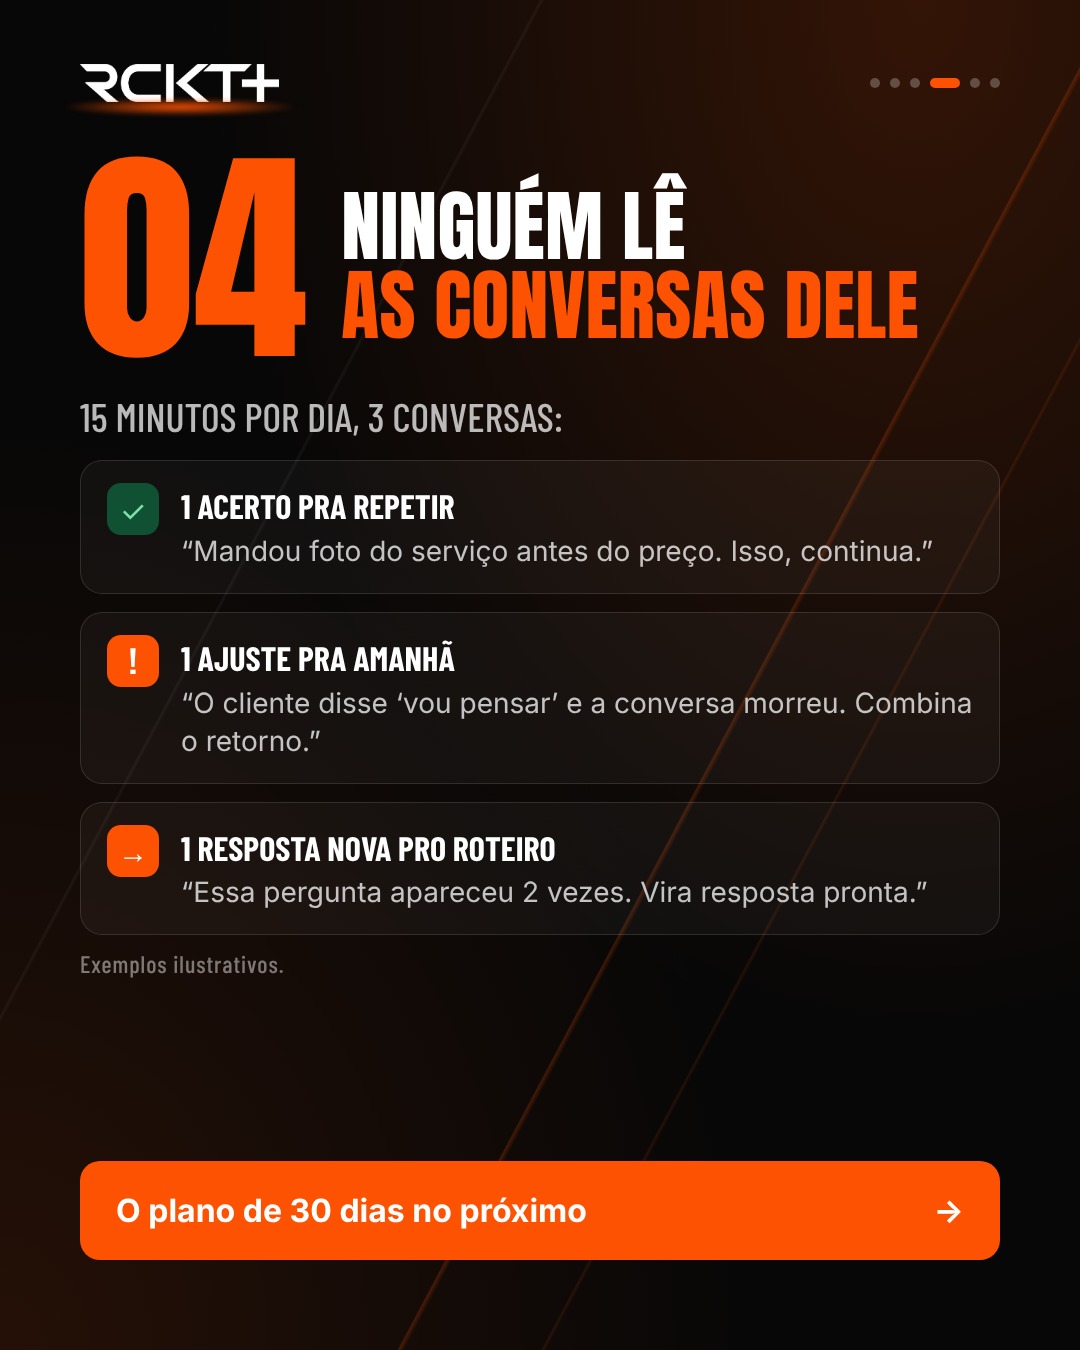 RCKT+
04
NINGUÉM LÊ
AS CONVERSAS DELE
15 MINUTOS POR DIA, 3 CONVERSAS:
✓
1 ACERTO PRA REPETIR
“Mandou foto do serviço antes do preço. Isso, continua.”
!
1 AJUSTE PRA AMANHÃ
“O cliente disse ‘vou pensar’ e a conversa morreu. Combina
o retorno.”
→
1 RESPOSTA NOVA PRO ROTEIRO
“Essa pergunta apareceu 2 vezes. Vira resposta pronta.”
Exemplos ilustrativos.
O plano de 30 dias no próximo →